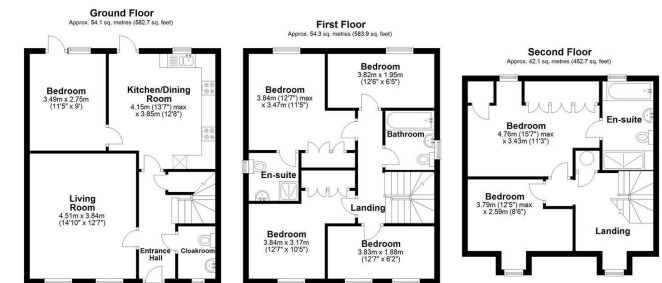 Ground Floor
Approx. 54.1 sq. metres (582.7 sq. feet)
Bedroom
3.49m x 2.75m
(11'5" x 9')
Kitchen/Dining
Room
4.15m (13'7") max
x 3.85m (12'8")
Living
Room
4.51m x 3.84m
(14'10" x 12'7")
Entrance
Hall
Cloakroom
First Floor
Approx. 54.3 sq. metres (583.9 sq. feet)
Bedroom
3.84m (12'7") max
x 3.47m (11'5")
Bedroom
3.82m x 1.95m
(12'6" x 6'5")
Bathroom
En-suite
Landing
Bedroom
3.84m x 3.17m
(12'7" x 10'5")
Bedroom
3.83m x 1.88m
(12'7" x 6'2")
Second Floor
Approx. 42.1 sq. metres (452.7 sq. feet)
Bedroom
4.76m (15'7") max
x 3.43m (11'3")
En-suite
Bedroom
3.79m (12'5") max
x 2.59m (8'6")
Landing